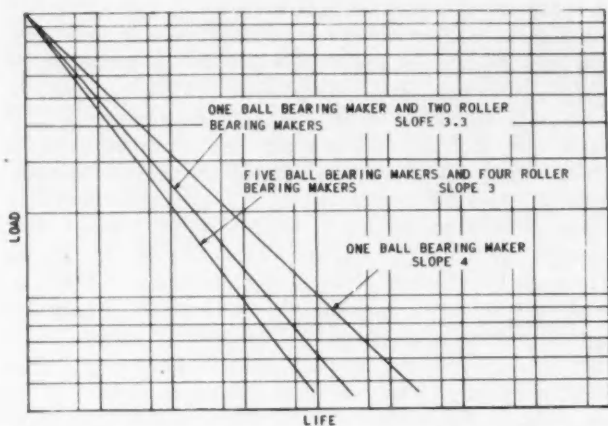 ONE BALL BEARING MAKER AND TWO ROLLER
BEARING MAKERS SLOPE 3.3
FIVE BALL BEARING MAKERS AND FOUR ROLLER
BEARING MAKERS SLOPE 3
ONE BALL BEARING MAKER
SLOPE 4
LOAD
LIFE